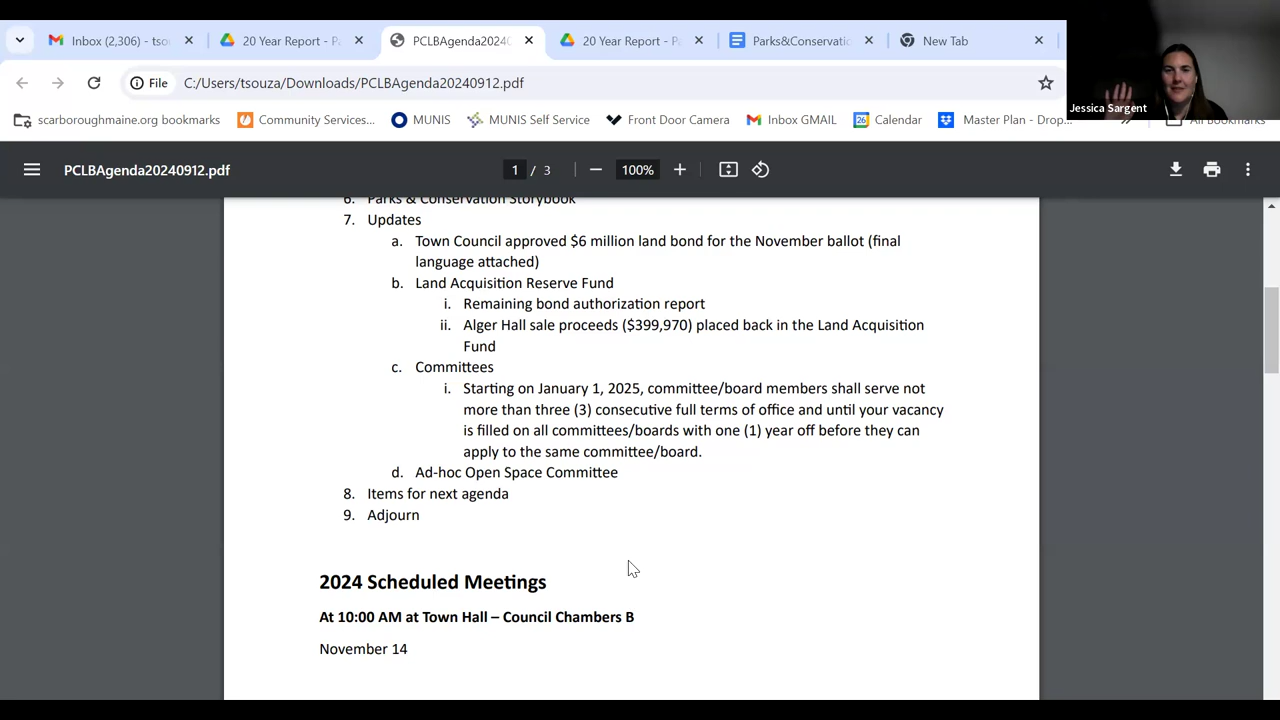 Inbox (2,306) - tso
20 Year Report - P
PCLBAgenda2024
20 Year Report - P
Parks&Conservatio
New Tab
File
C:/Users/tsouza/Downloads/PCLBAgenda20240912.pdf
Jessica Sargent
scarboroughmaine.org bookmarks
Community Services...
MUNIS
MUNIS Self Service
Front Door Camera
Inbox GMAIL
26
Calendar
Master Plan - Drop...
All Bookmarks
PCLBAgenda20240912.pdf
1 / 3
100%
6. Parks & Conservation Storybook
7. Updates
a. Town Council approved $6 million land bond for the November ballot (final
language attached)
b. Land Acquisition Reserve Fund
i. Remaining bond authorization report
ii. Alger Hall sale proceeds ($399,970) placed back in the Land Acquisition
Fund
c. Committees
i. Starting on January 1, 2025, committee/board members shall serve not
more than three (3) consecutive full terms of office and until your vacancy
is filled on all committees/boards with one (1) year off before they can
apply to the same committee/board.
d. Ad-hoc Open Space Committee
8. Items for next agenda
9. Adjourn
2024 Scheduled Meetings
At 10:00 AM at Town Hall – Council Chambers B
November 14